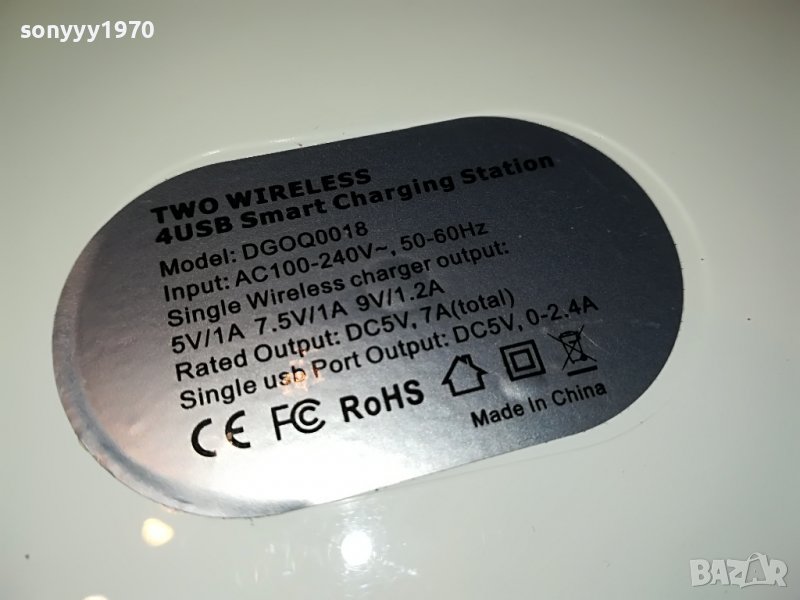 sonyyy1970
TWO WIRELESS
4USB Smart Charging Station
Model: DGOQ0018
Input: AC100-240V~, 50-60Hz
Single Wireless charger output:
5V/1A 7.5V/1A 9V/1.2A
Rated Output: DC5V, 7A(total)
Single usb Port Output: DC5V, 0-2.4A
CE FC RoHS
Made In China
BAZAR